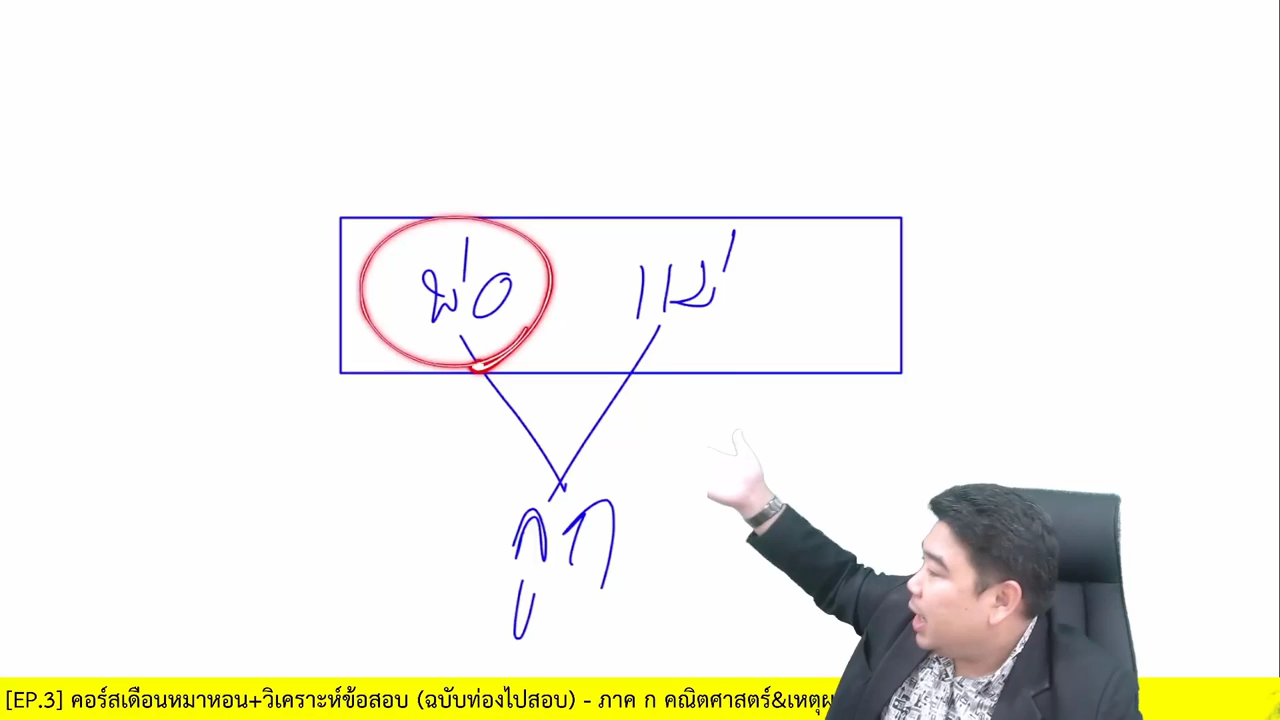 พ่อ แม่
ลูก
[EP.3] คอร์สเดือนหมาหอน+วิเคราะห์ข้อสอบ (ฉบับท่องไปสอบ) - ภาค ก คณิตศาสตร์&เหตุผ